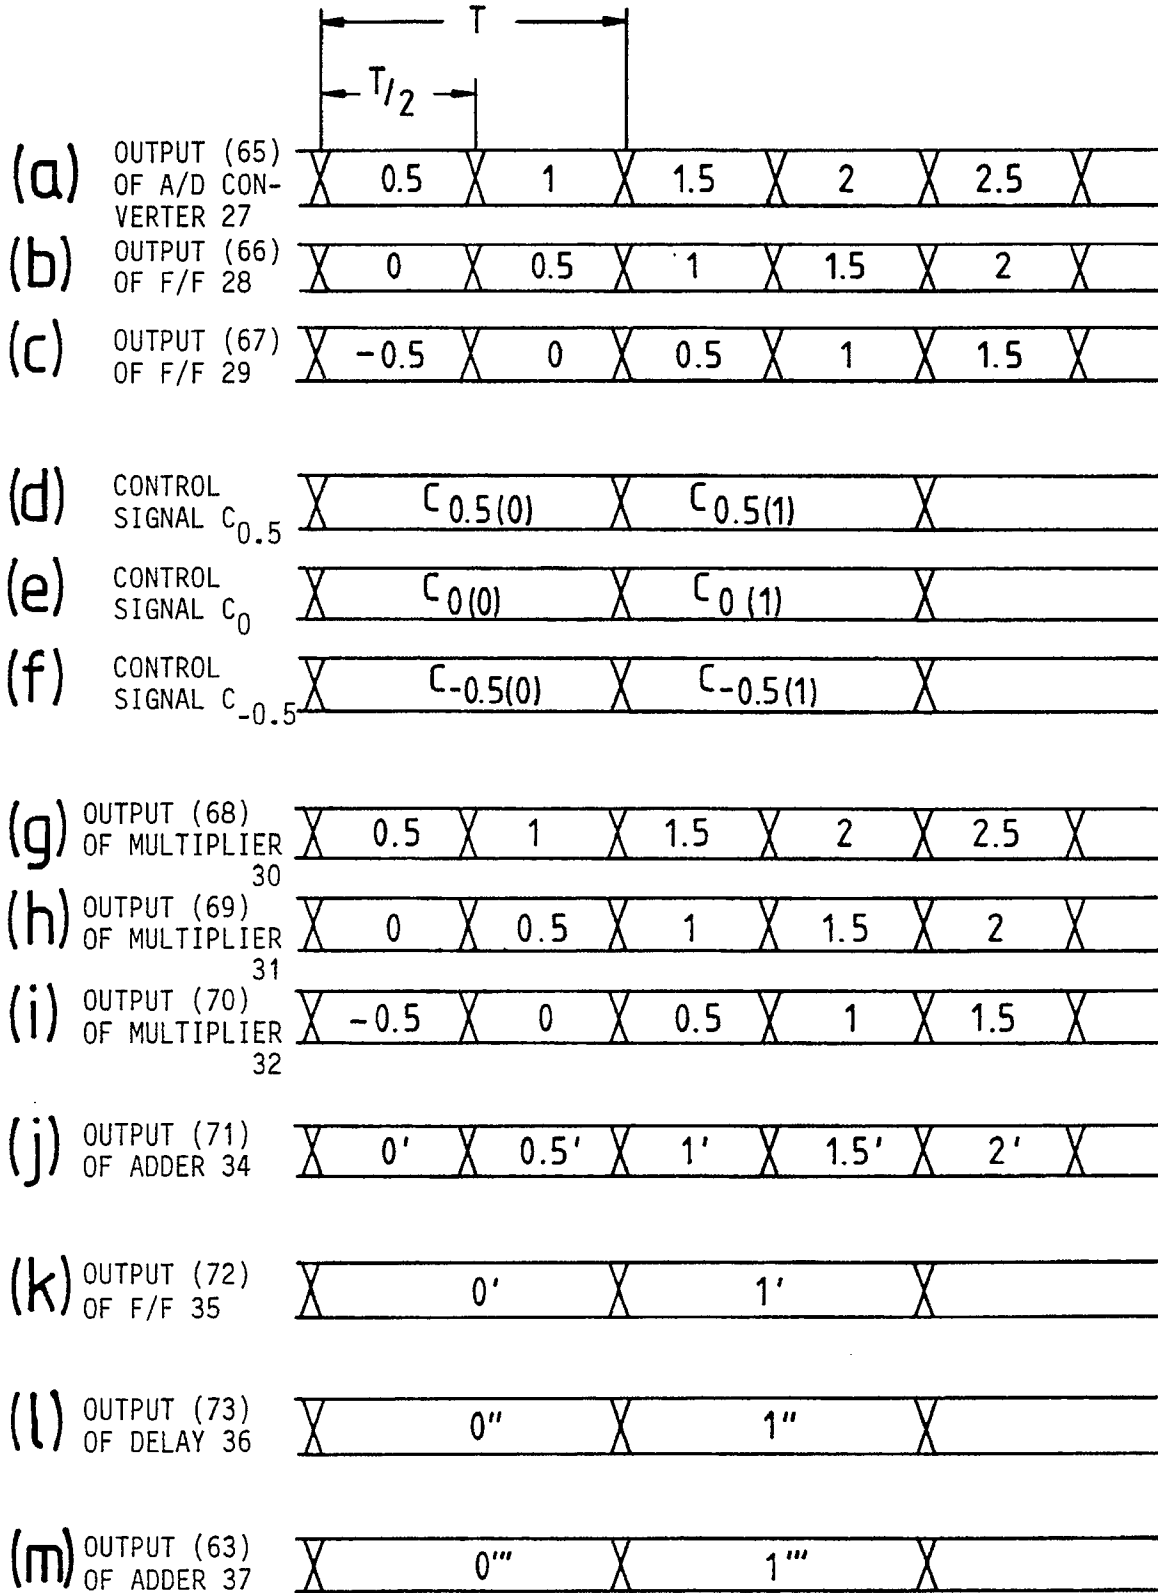 T
T/2
(a) OUTPUT (65) OF A/D CON-VERTER 27 0.5 1 1.5 2 2.5
(b) OUTPUT (66) OF F/F 28 0 0.5 1 1.5 2
(c) OUTPUT (67) OF F/F 29 -0.5 0 0.5 1 1.5
(d) CONTROL SIGNAL C0.5 C0.5(0) C0.5(1)
(e) CONTROL SIGNAL C0 C0(0) C0(1)
(f) CONTROL SIGNAL C-0.5 C-0.5(0) C-0.5(1)
(g) OUTPUT (68) OF MULTIPLIER 30 0.5 1 1.5 2 2.5
(h) OUTPUT (69) OF MULTIPLIER 31 0 0.5 1 1.5 2
(i) OUTPUT (70) OF MULTIPLIER 32 -0.5 0 0.5 1 1.5
(j) OUTPUT (71) OF ADDER 34 0' 0.5' 1' 1.5' 2'
(k) OUTPUT (72) OF F/F 35 0' 1'
(l) OUTPUT (73) OF DELAY 36 0" 1"
(m) OUTPUT (63) OF ADDER 37 0''' 1'''